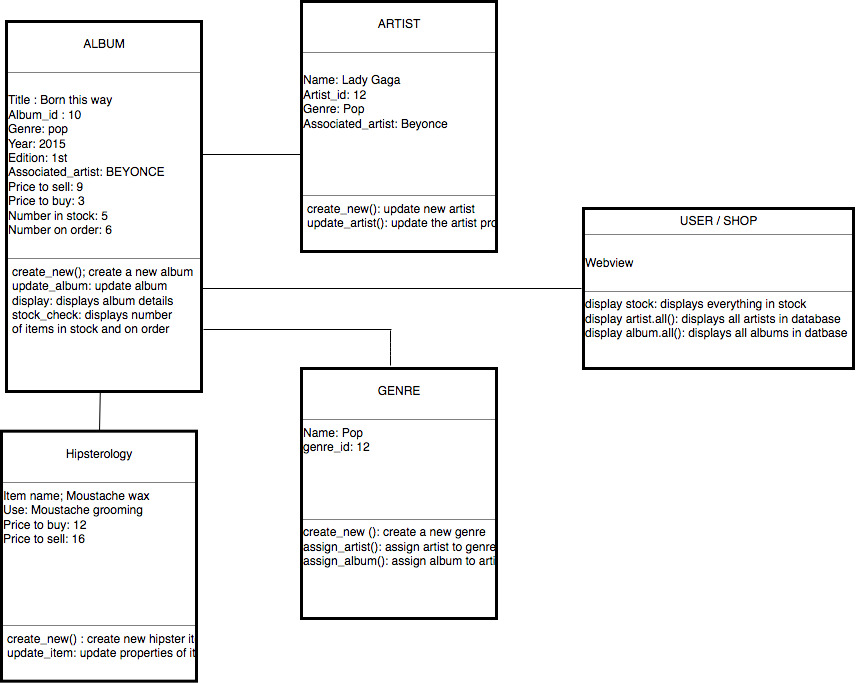 ALBUM
Title : Born this way
Album_id : 10
Genre: pop
Year: 2015
Edition: 1st
Associated_artist: BEYONCE
Price to sell: 9
Price to buy: 3
Number in stock: 5
Number on order: 6
create_new(); create a new album
update_album: update album
display: displays album details
stock_check: displays number
of items in stock and on order
ARTIST
Name: Lady Gaga
Artist_id: 12
Genre: Pop
Associated_artist: Beyonce
create_new(): update new artist
update_artist(): update the artist pro
USER / SHOP
Webview
display stock: displays everything in stock
display artist.all(): displays all artists in database
display album.all(): displays all albums in datbase
GENRE
Name: Pop
genre_id: 12
create_new (): create a new genre
assign_artist(): assign artist to genre
assign_album(): assign album to arti
Hipsterology
Item name; Moustache wax
Use: Moustache grooming
Price to buy: 12
Price to sell: 16
create_new() : create new hipster it
update_item: update properties of it